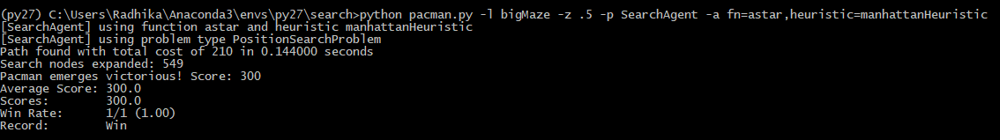 (py27) C:\Users\Radhika\Anaconda3\envs\py27\search>python pacman.py -l bigMaze -z .5 -p SearchAgent -a fn=astar,heuristic=manhattanHeuristic
[SearchAgent] using function astar and heuristic manhattanHeuristic
[SearchAgent] using problem type PositionSearchProblem
Path found with total cost of 210 in 0.144000 seconds
Search nodes expanded: 549
Pacman emerges victorious! Score: 300
Average Score: 300.0
Scores:        300.0
Win Rate:      1/1 (1.00)
Record:        Win